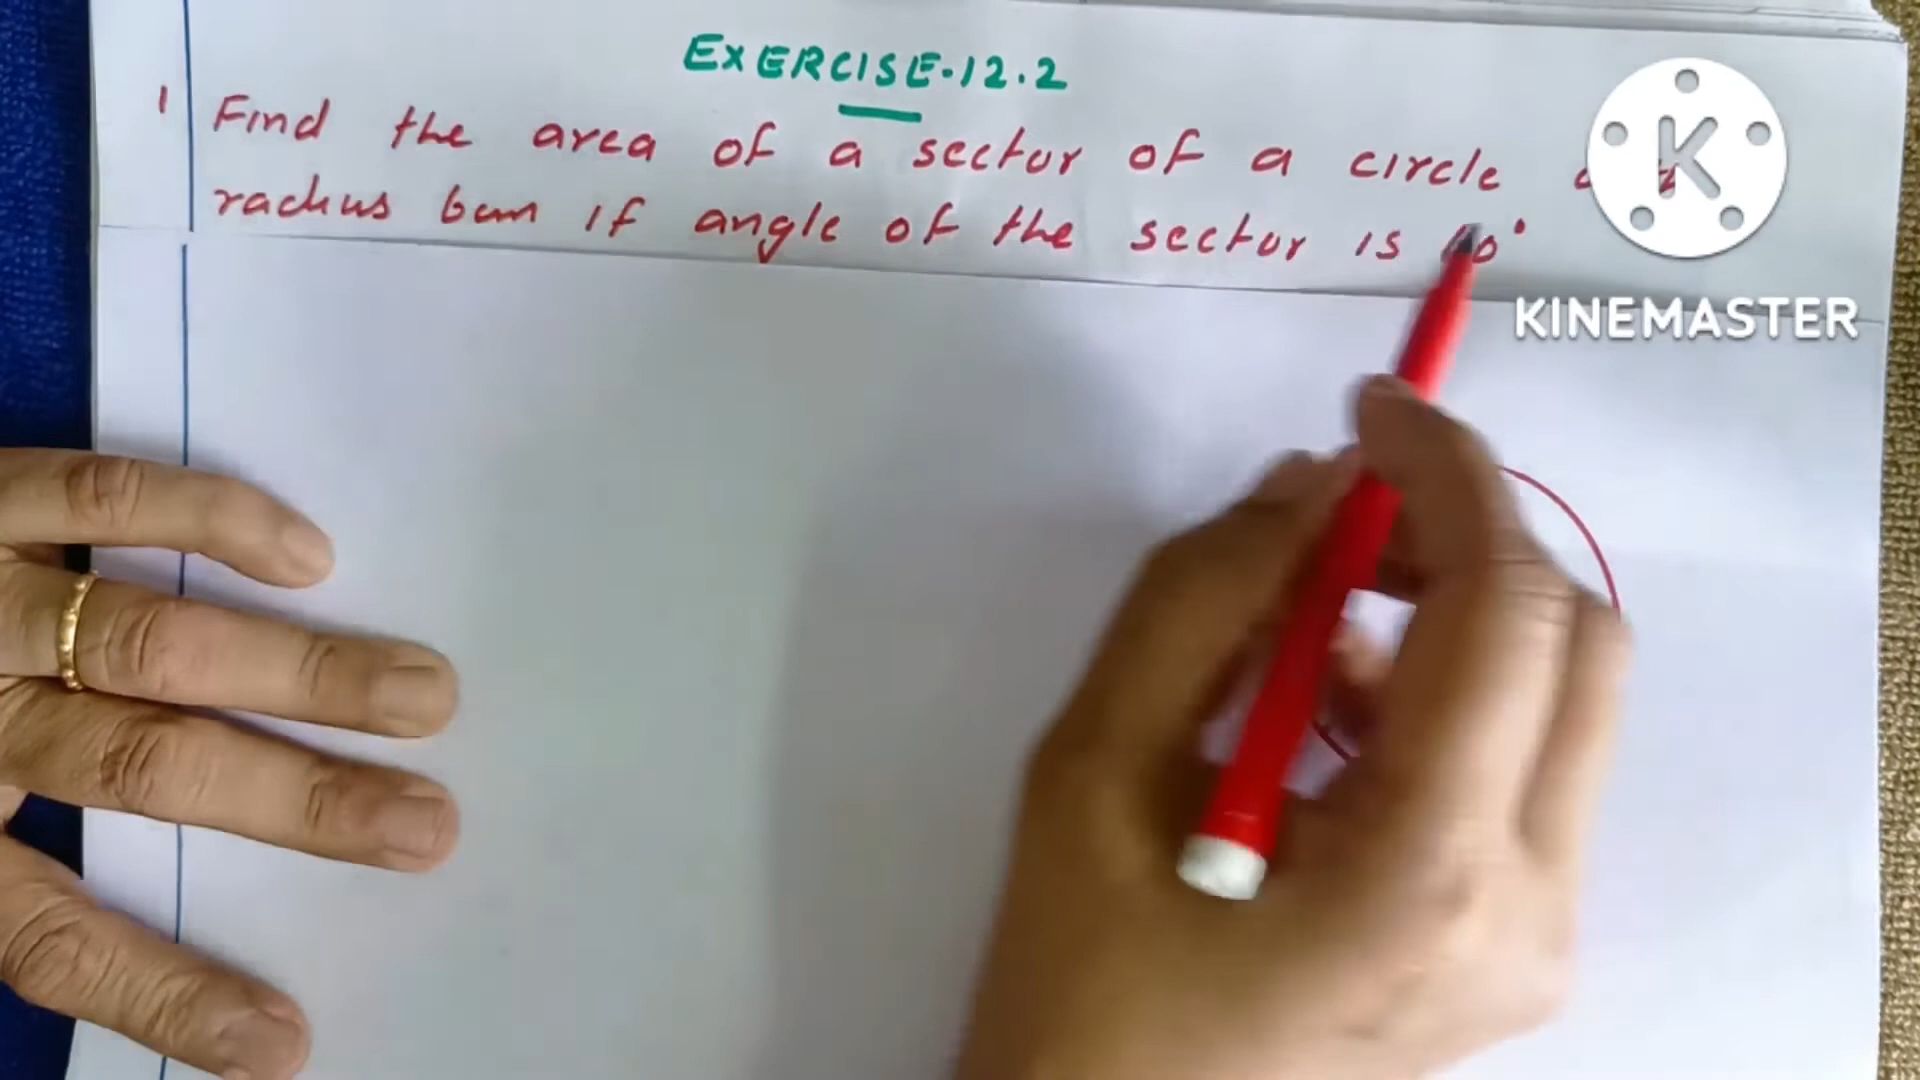 EXERCISE-12.2
1 Find the area of a sector of a circle
radius 6cm if angle of the sector is 60°
K
KINEMASTER